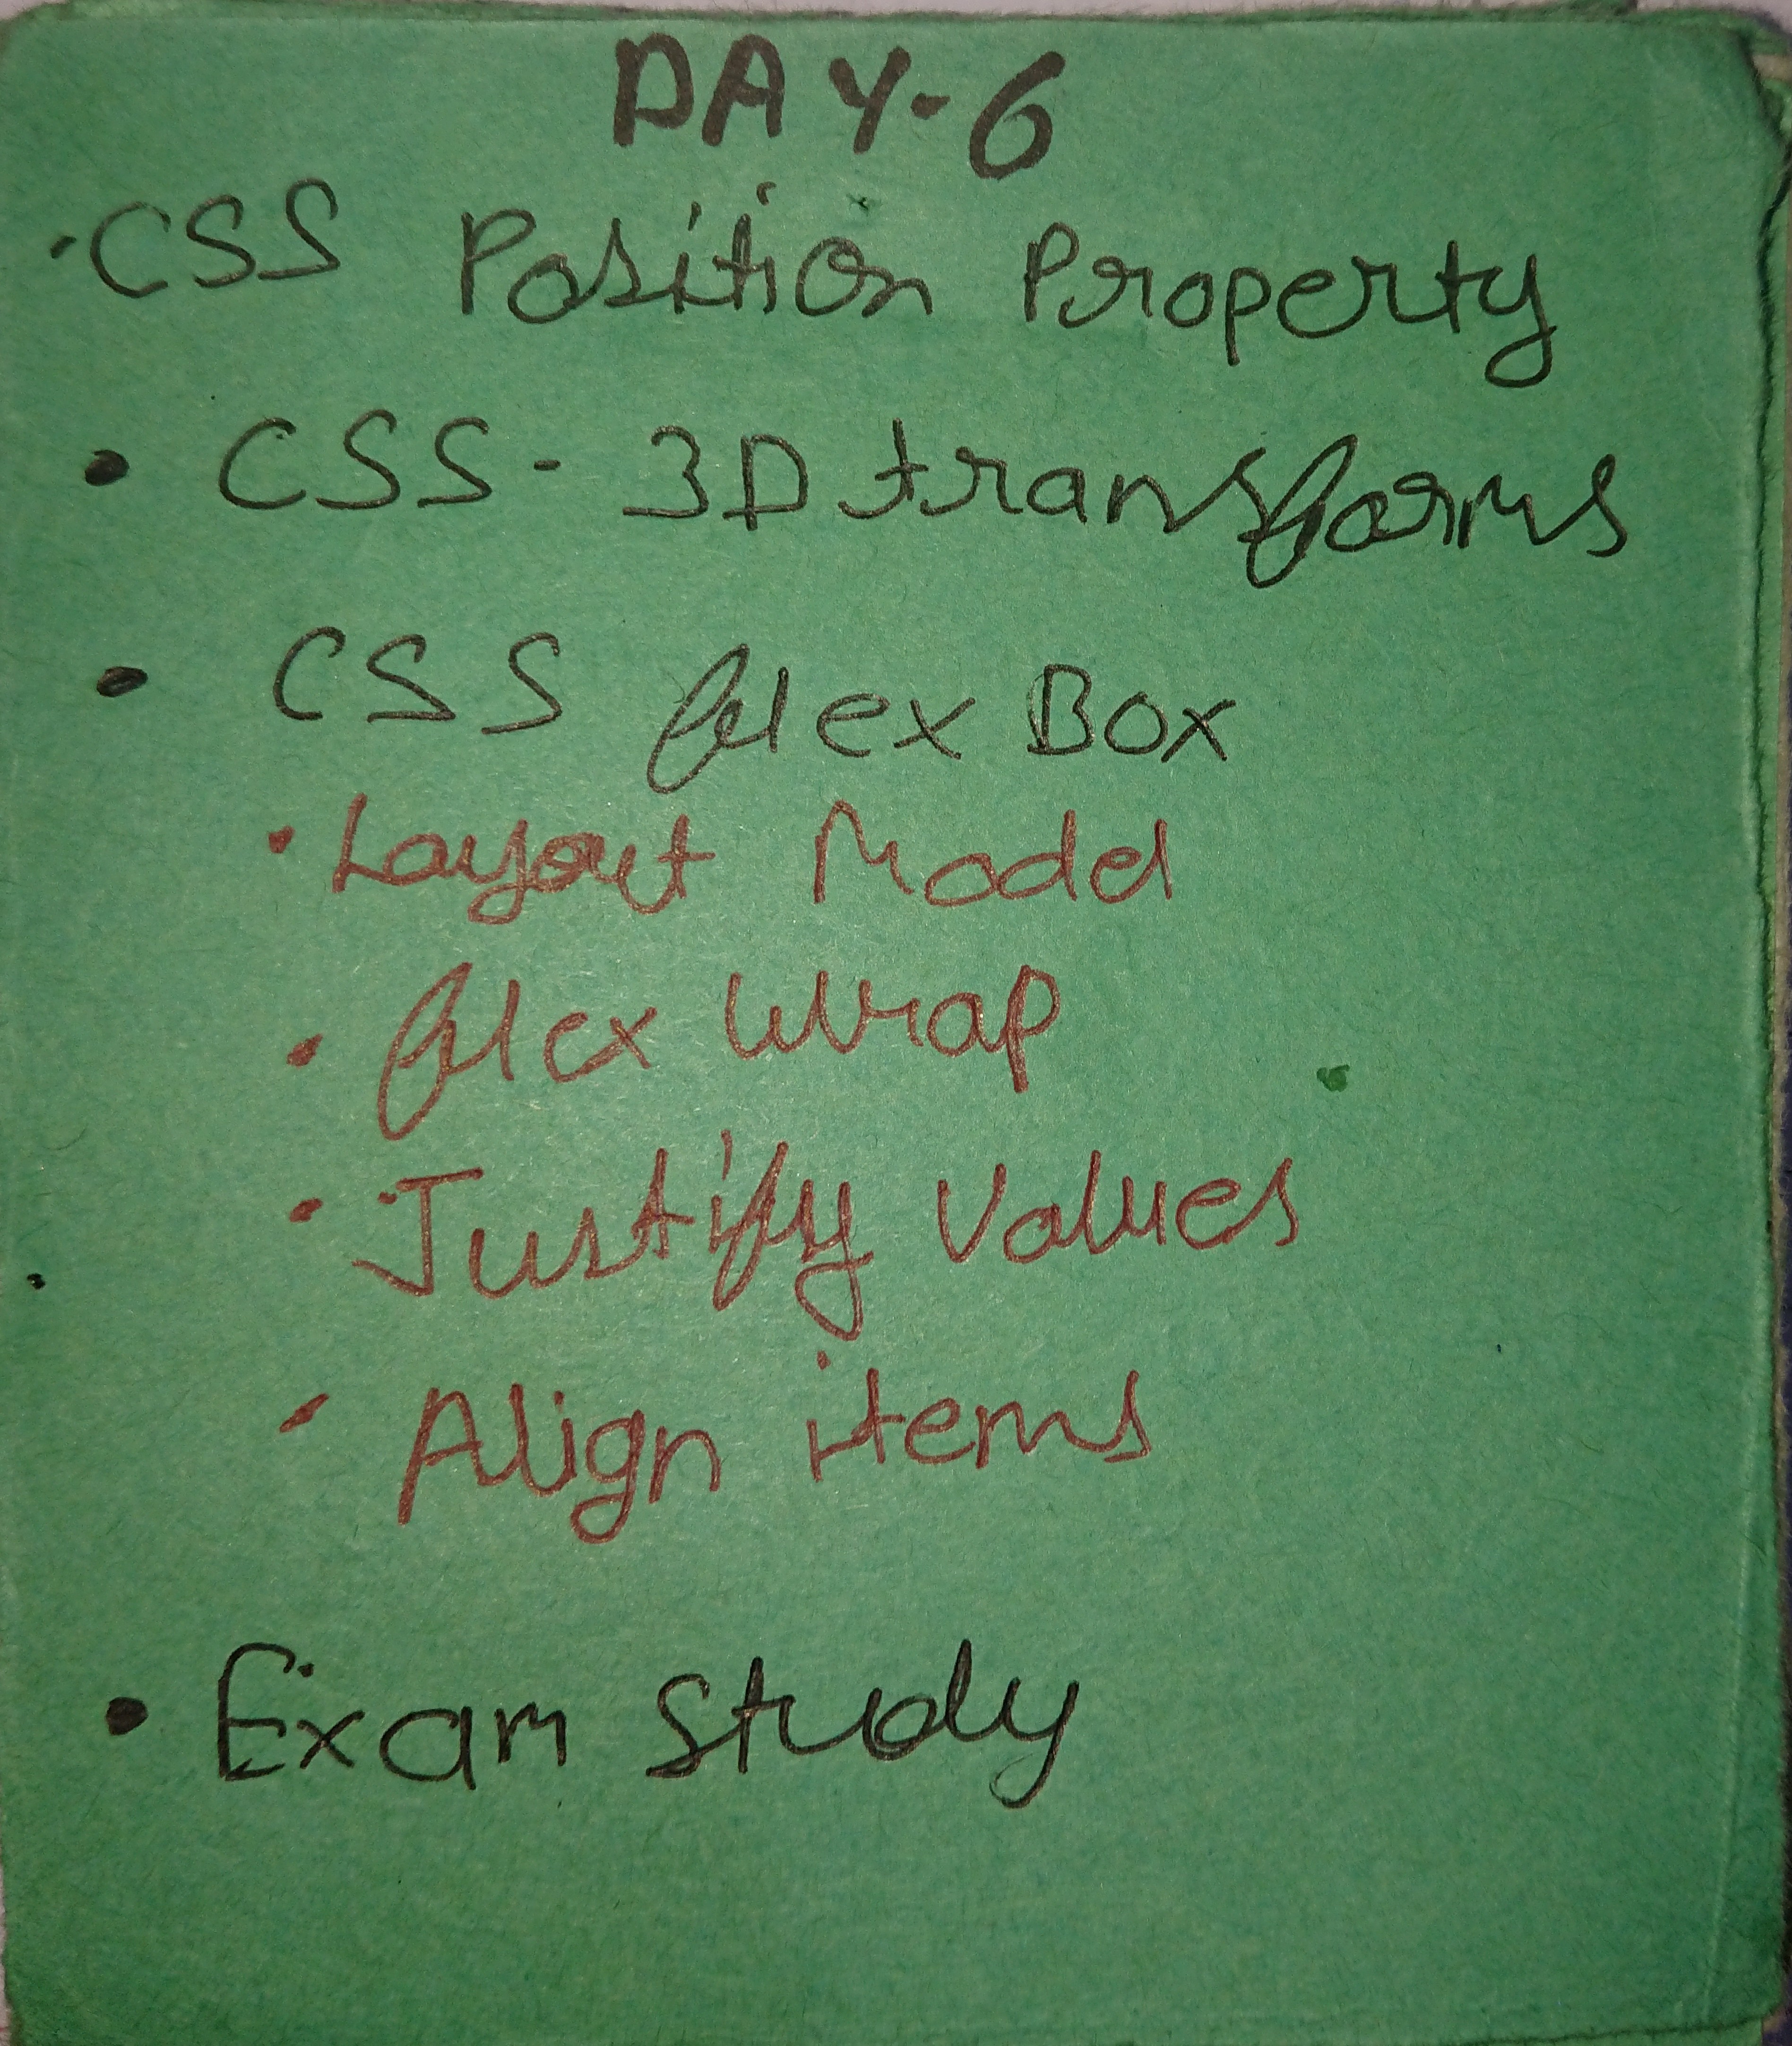 DAY-6
• CSS Position Property
• CSS - 3D transforms
• CSS flex Box
• Layout Model
• flex Wrap
• Justify Values
• Align items
• Exam Study